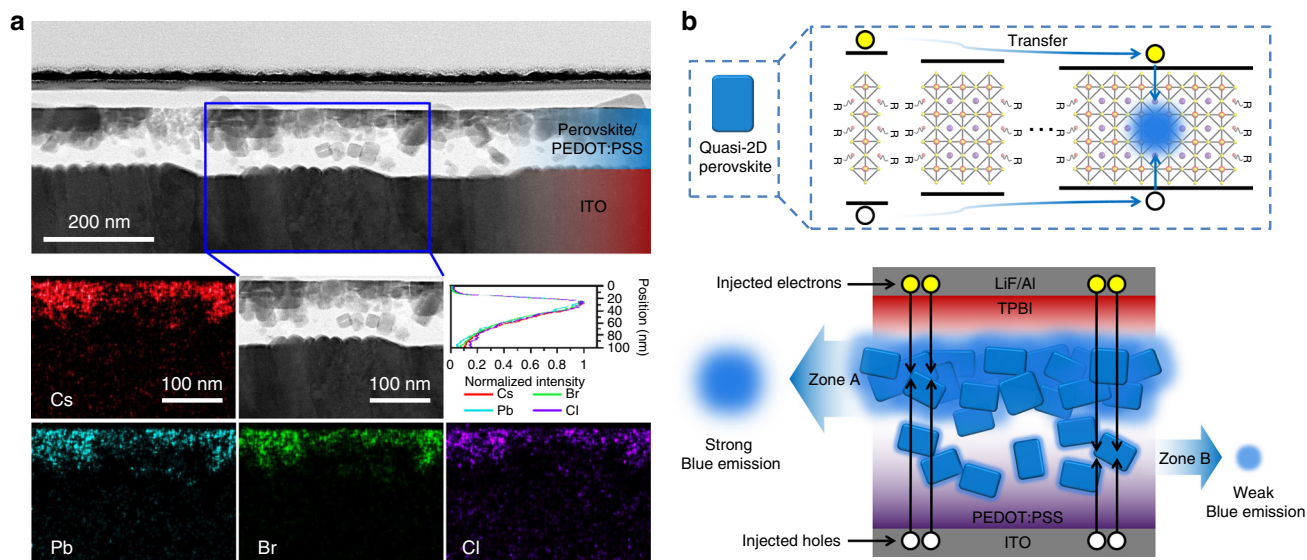 a
Perovskite/
PEDOT:PSS
ITO
200 nm
Cs
100 nm
100 nm
0
20
40
60
80
100
Position (nm)
0 0.2 0.4 0.6 0.8 1
Normalized intensity
Cs Br
Pb Cl
Pb
Br
Cl
b
Transfer
Quasi-2D
perovskite
R R R R R
R R R R R
R R R R R
...
Injected electrons
LiF/Al
TPBI
Zone A
Strong
Blue emission
Zone B
Weak
Blue emission
PEDOT:PSS
Injected holes
ITO